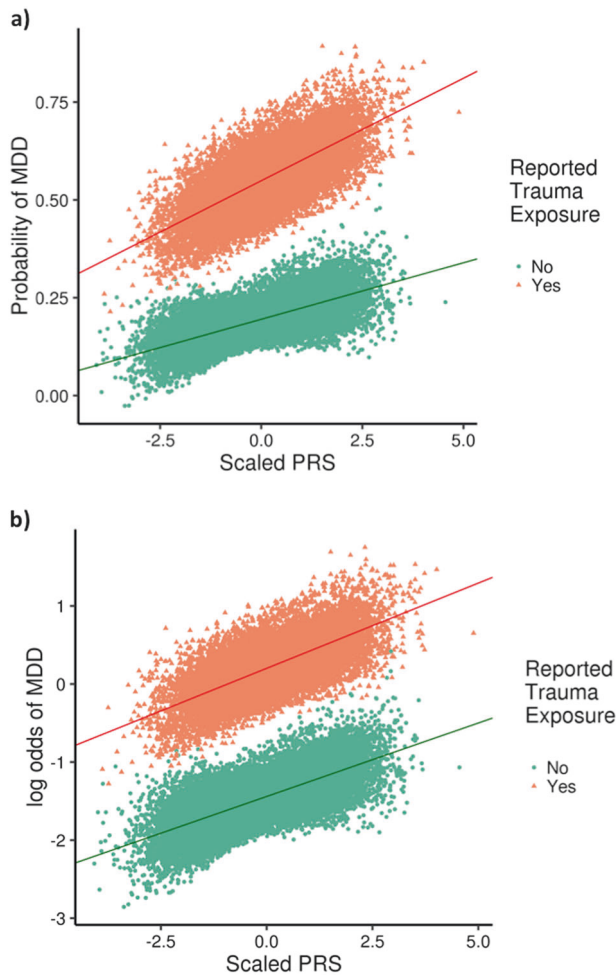 a)
Probability of MDD
0.75
0.50
0.25
0.00
-2.5
0.0
2.5
5.0
Scaled PRS
Reported
Trauma
Exposure
No
Yes
b)
log odds of MDD
1
0
-1
-2
-3
-2.5
0.0
2.5
5.0
Scaled PRS
Reported
Trauma
Exposure
No
Yes